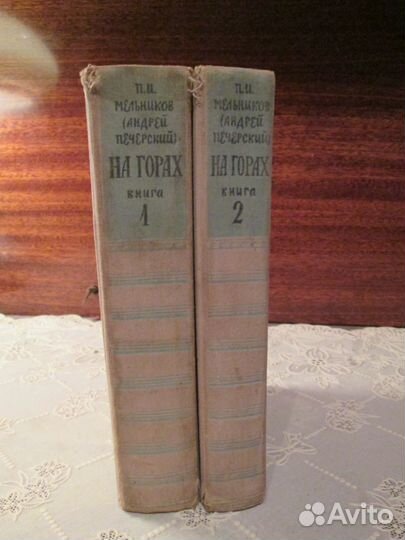 П.И.
МЕЛЬНИКОВ
(АНДРЕЙ
ПЕЧЕРСКИЙ)
НА ГОРАХ
книга
1
П.И.
МЕЛЬНИКОВ
(АНДРЕЙ
ПЕЧЕРСКИЙ)
НА ГОРАХ
книга
2
Avito